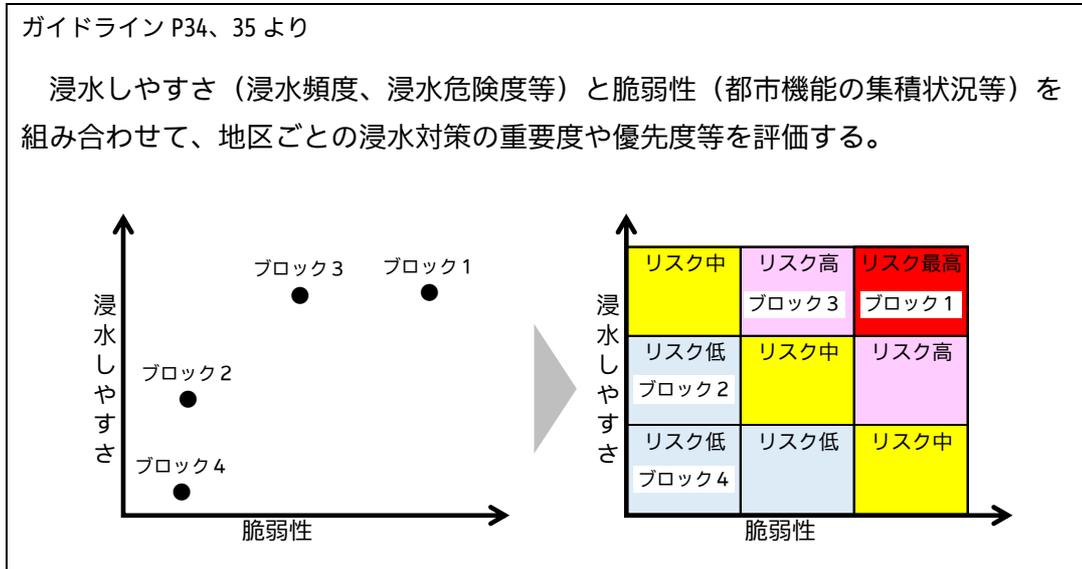 ガイドライン P34、35 より
浸水しやすさ（浸水頻度、浸水危険度等）と脆弱性（都市機能の集積状況等）を
組み合わせて、地区ごとの浸水対策の重要度や優先度等を評価する。
浸水しやすさ
ブロック3
ブロック1
ブロック2
ブロック4
脆弱性
浸水しやすさ
リスク中
リスク高
リスク最高
ブロック3
ブロック1
リスク低
リスク中
リスク高
ブロック2
リスク低
リスク低
リスク中
ブロック4
脆弱性